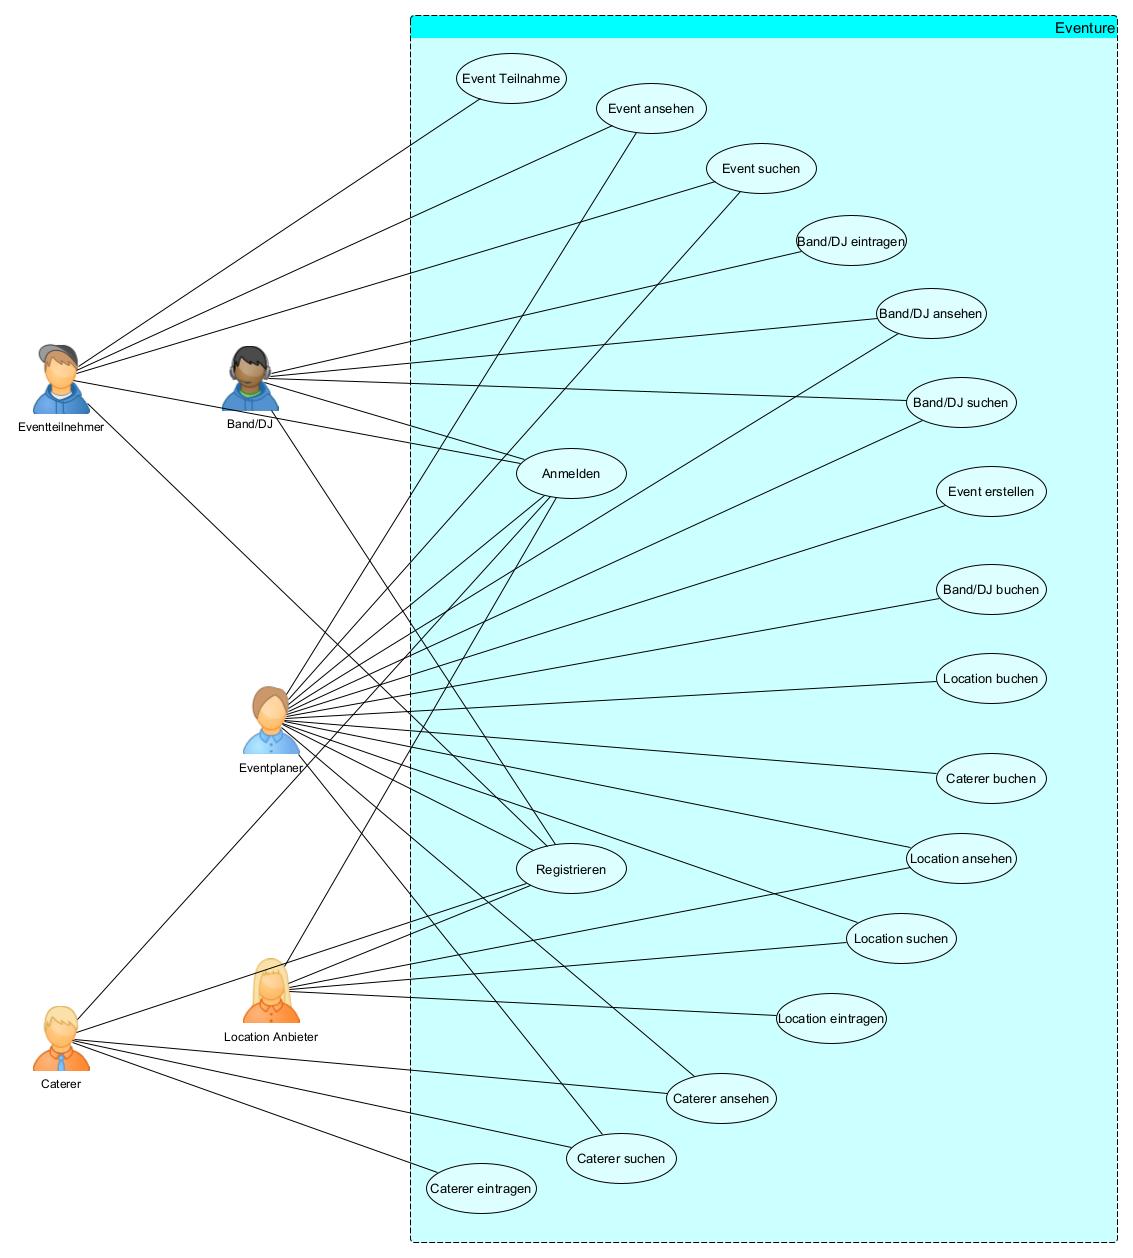 Eventure
Event Teilnahme
Event ansehen
Event suchen
Band/DJ eintragen
Band/DJ ansehen
Band/DJ suchen
Eventteilnehmer
Band/DJ
Anmelden
Event erstellen
Band/DJ buchen
Location buchen
Eventplaner
Caterer buchen
Location ansehen
Registrieren
Location suchen
Location eintragen
Location Anbieter
Caterer
Caterer ansehen
Caterer suchen
Caterer eintragen